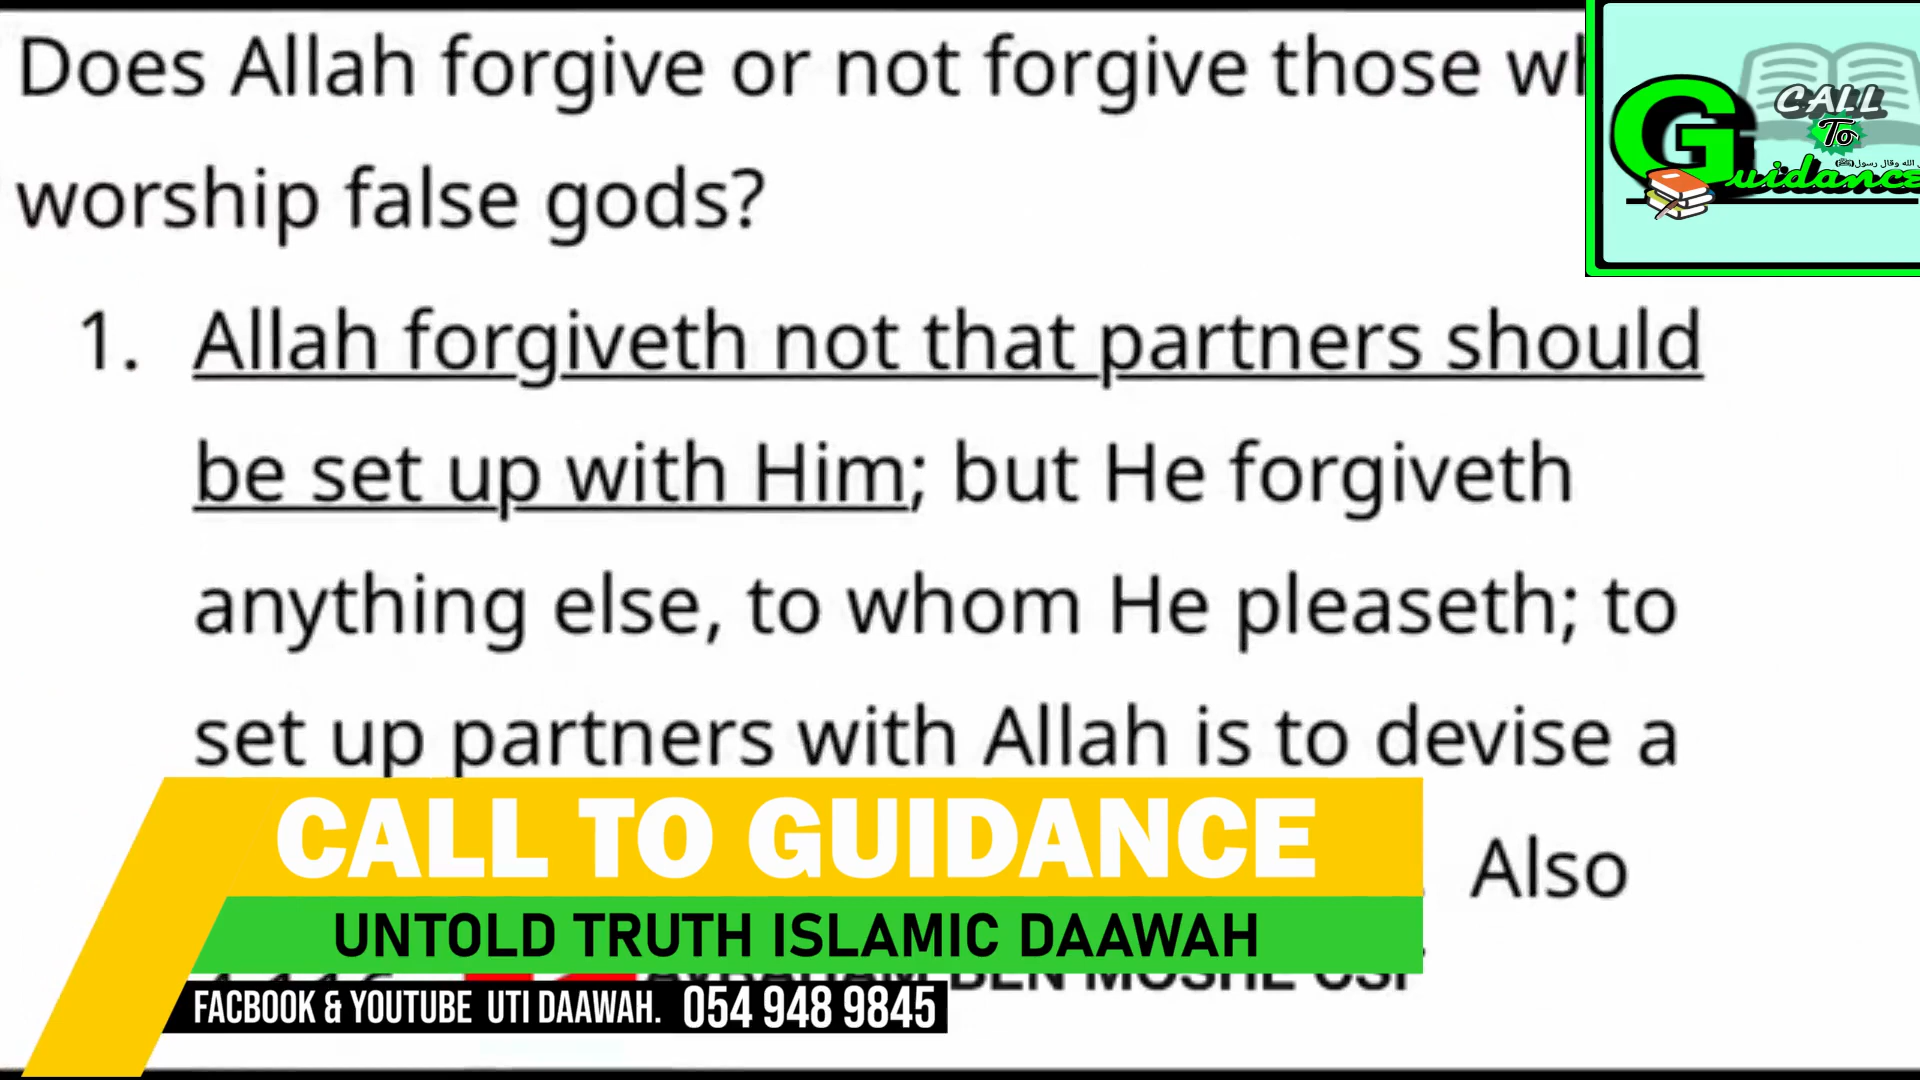 Does Allah forgive or not forgive those wh
worship false gods?
1. Allah forgiveth not that partners should
be set up with Him; but He forgiveth
anything else, to whom He pleaseth; to
set up partners with Allah is to devise a
Also
CALL
To
Guidance
CALL TO GUIDANCE
UNTOLD TRUTH ISLAMIC DAAWAH
BEN MOSHE
FACBOOK & YOUTUBE UTI DAAWAH. 054 948 9845